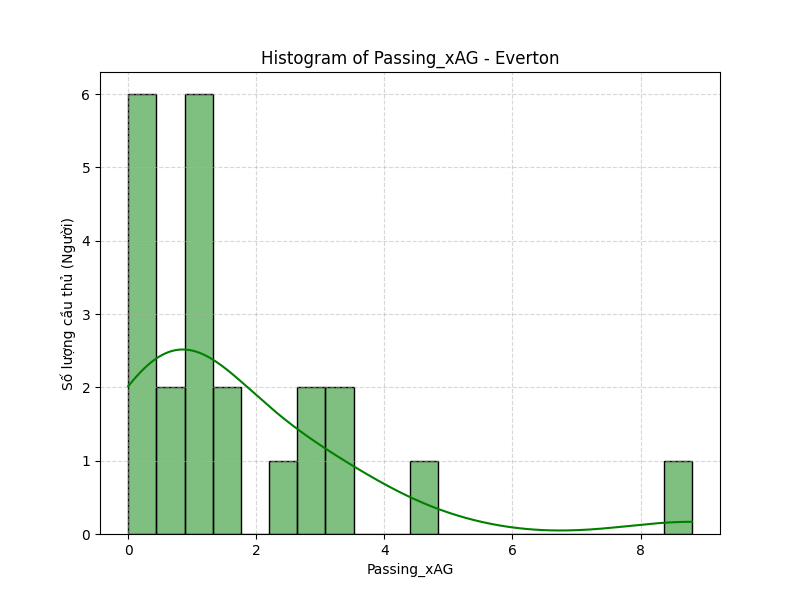 Histogram of Passing_xAG - Everton
Số lượng cầu thủ (Người)
6
5
4
3
2
1
0
0 2 4 6 8
Passing_xAG